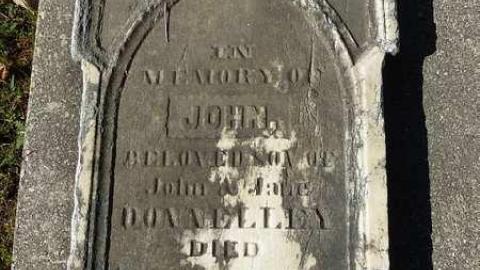 IN
MEMORY OF
JOHN.
BELOVED SON OF
John & Jane
DONNELLEY
DIED